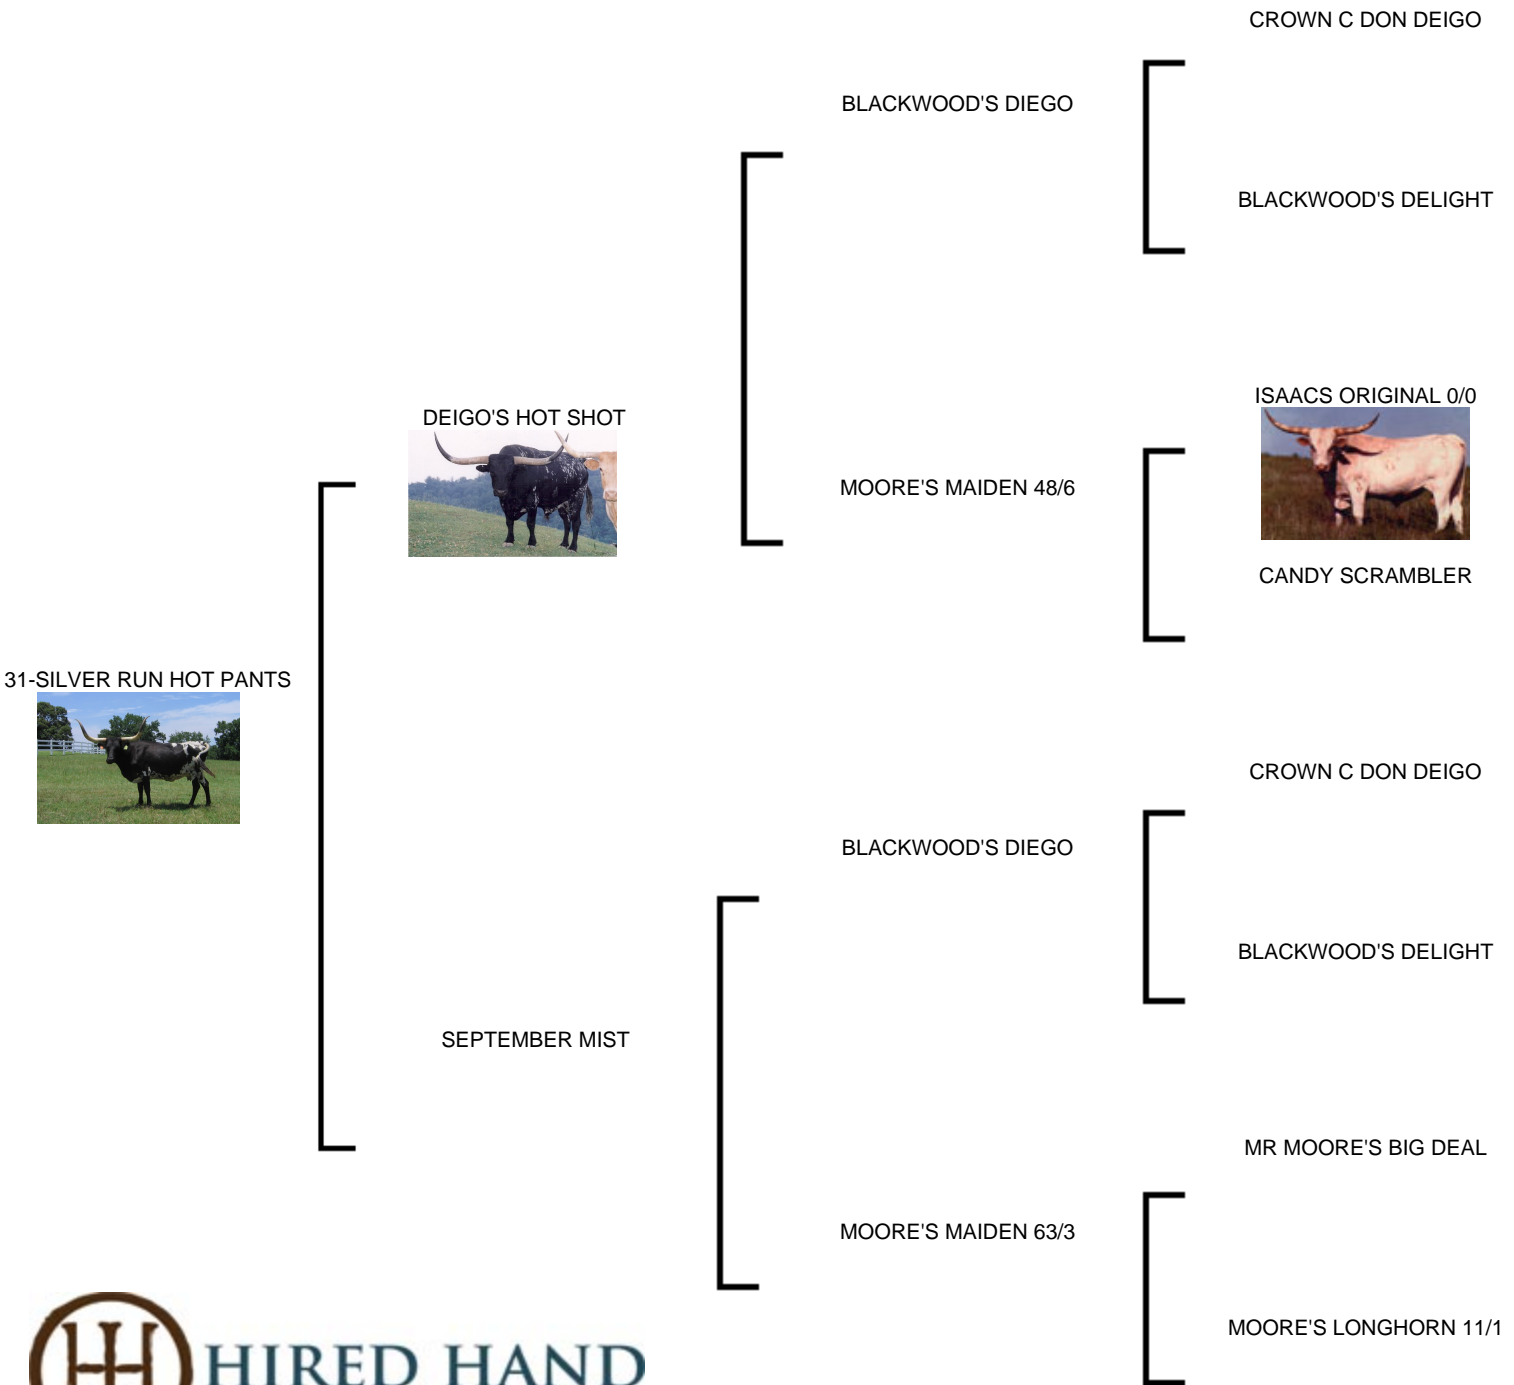 CROWN C DON DEIGO
BLACKWOOD'S DIEGO
BLACKWOOD'S DELIGHT
ISAACS ORIGINAL 0/0
DEIGO'S HOT SHOT
MOORE'S MAIDEN 48/6
CANDY SCRAMBLER
31-SILVER RUN HOT PANTS
CROWN C DON DEIGO
BLACKWOOD'S DIEGO
BLACKWOOD'S DELIGHT
SEPTEMBER MIST
MR MOORE'S BIG DEAL
MOORE'S MAIDEN 63/3
MOORE'S LONGHORN 11/1
HIRED HAND